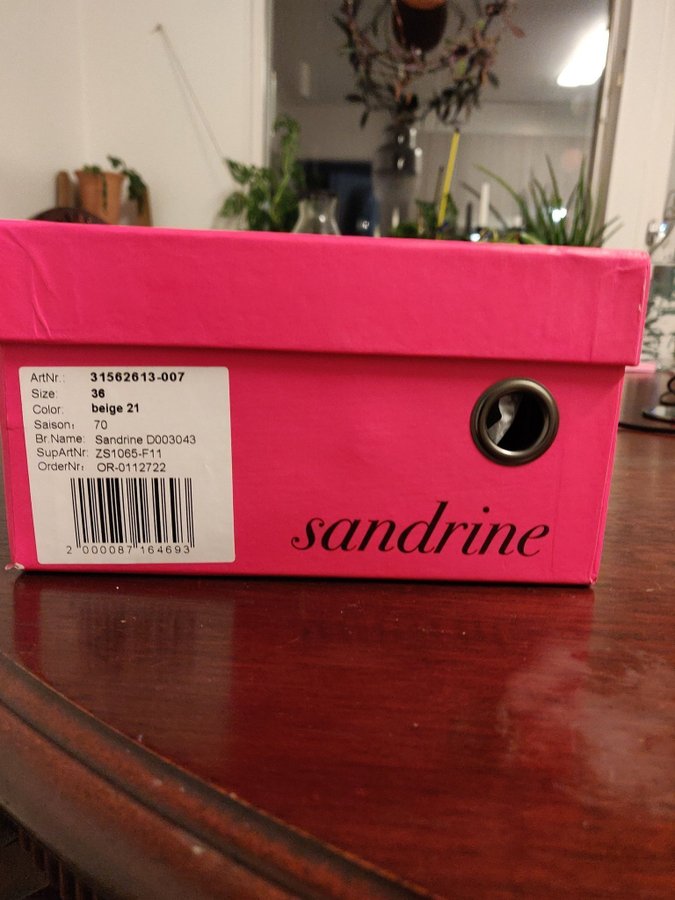 ArtNr.: 31562613-007
Size: 36
Color: beige 21
Saison: 70
Br.Name: Sandrine D003043
SupArtNr: ZS1065-F11
OrderNr: OR-0112722
2 000087 164693
sandrine